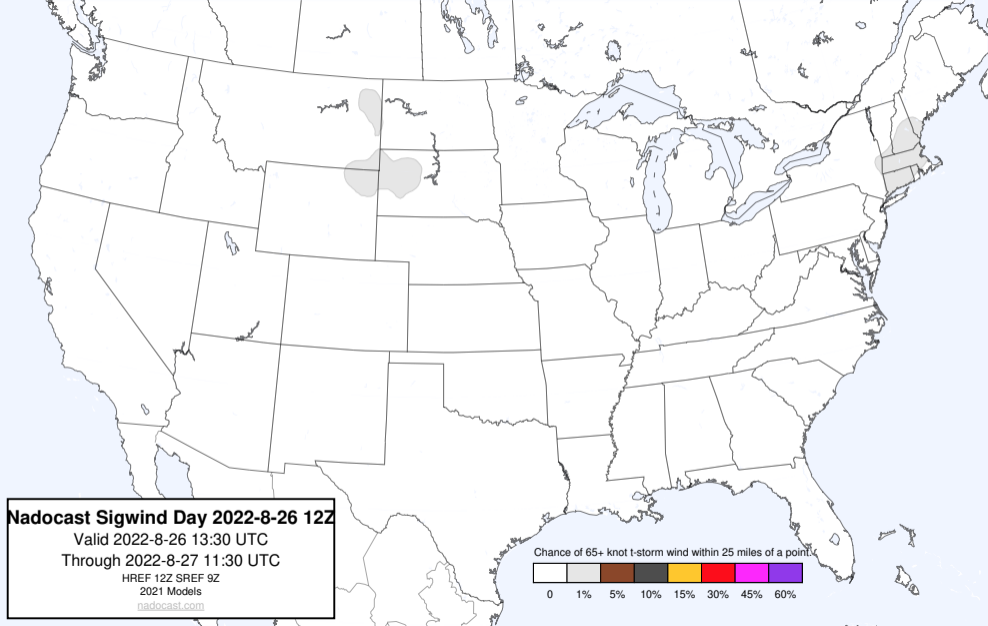 Nadocast Sigwind Day 2022-8-26 12Z
Valid 2022-8-26 13:30 UTC
Through 2022-8-27 11:30 UTC
HREF 12Z SREF 9Z
2021 Models
nadocast.com
Chance of 65+ knot t-storm wind within 25 miles of a point.
0 1% 5% 10% 15% 30% 45% 60%